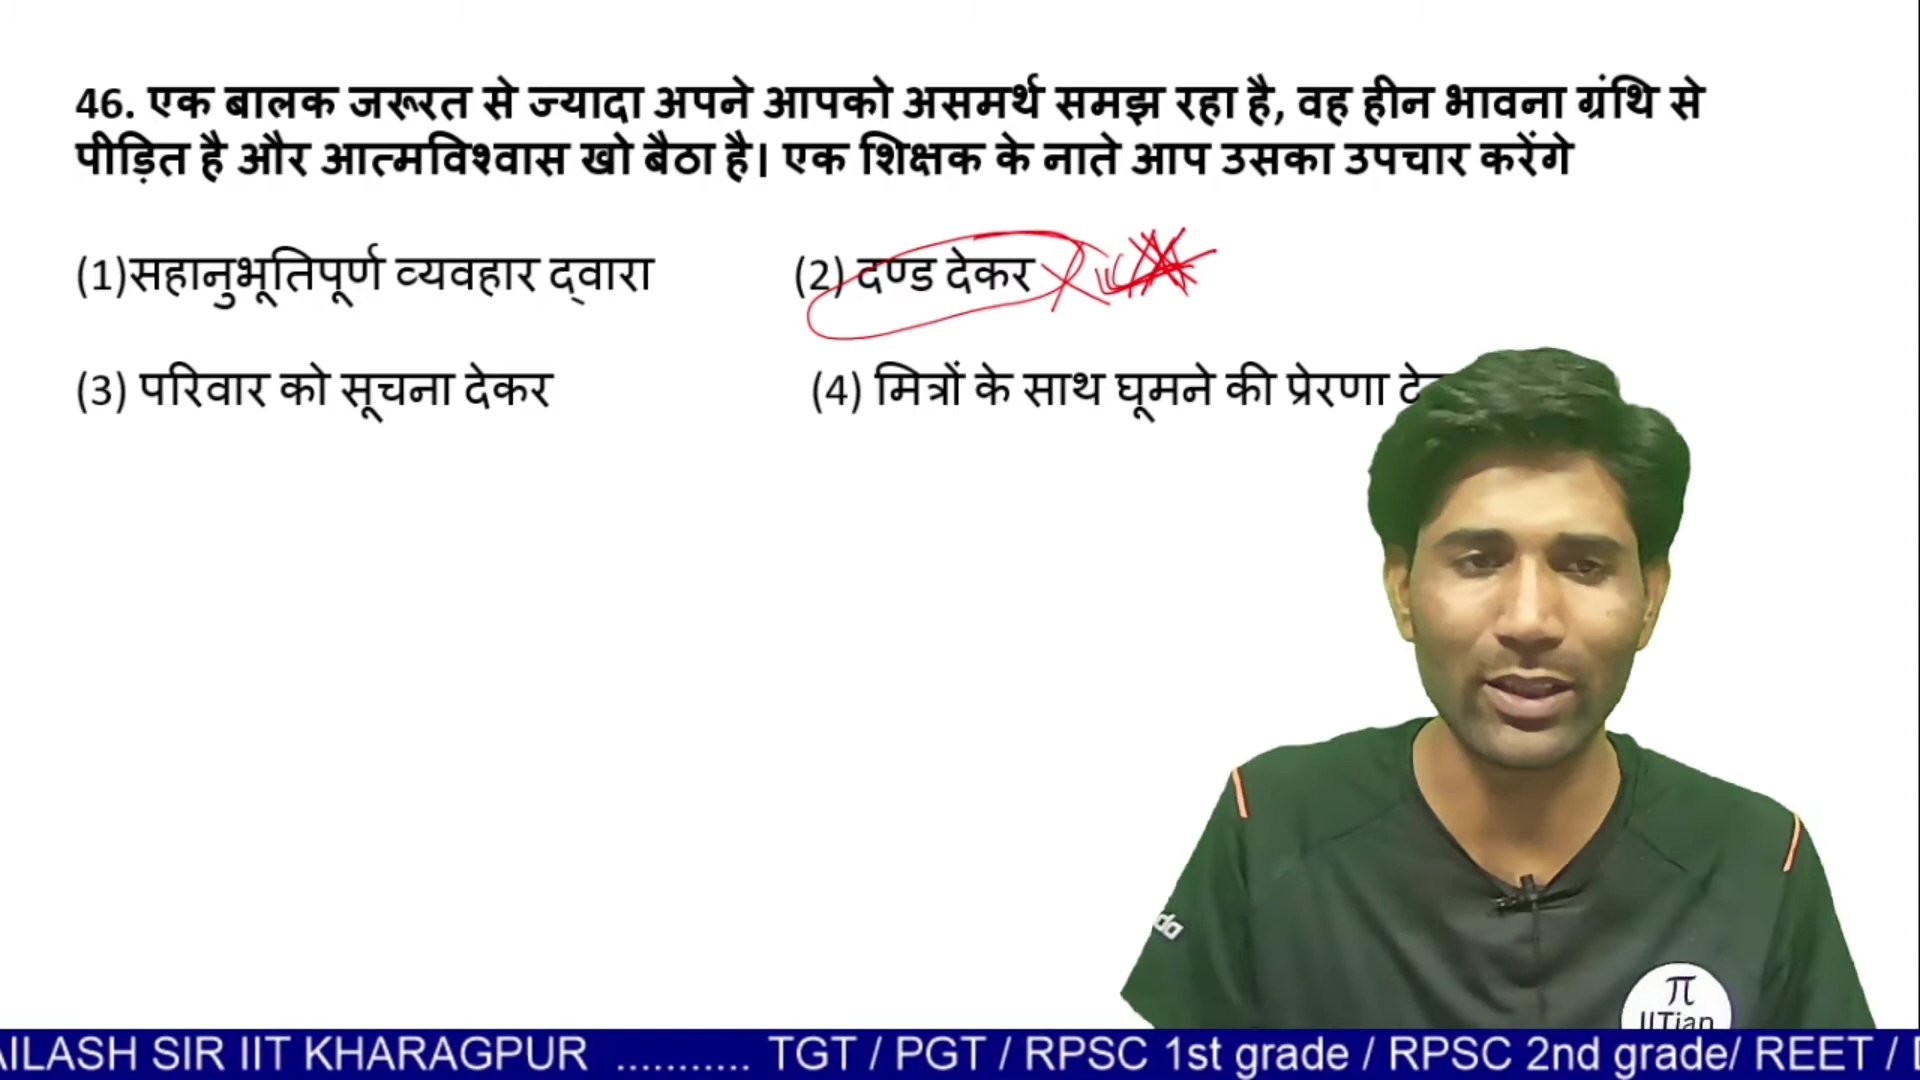 46. एक बालक जरूरत से ज्यादा अपने आपको असमर्थ समझ रहा है, वह हीन भावना ग्रंथि से
पीड़ित है और आत्मविश्वास खो बैठा है। एक शिक्षक के नाते आप उसका उपचार करेंगे
(1)सहानुभूतिपूर्ण व्यवहार द्वारा (2) दण्ड देकर
(3) परिवार को सूचना देकर (4) मित्रों के साथ घूमने की प्रेरणा
π
IITian
AILASH SIR IIT KHARAGPUR ........... TGT / PGT / RPSC 1st grade / RPSC 2nd grade/ REET /